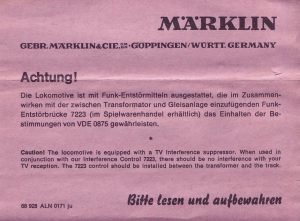 MÄRKLIN
GEBR. MÄRKLIN & CIE. GÖPPINGEN/WÜRTT. GERMANY
Achtung!
Die Lokomotive ist mit Funk-Entstörmitteln ausgestattet, die im Zusammen-
wirken mit der zwischen Transformator und Gleisanlage einzufügenden Funk-
Entstörbrücke 7223 (im Spielwarenhandel erhältlich) das Einhalten der Be-
stimmungen von VDE 0875 gewährleisten.
Caution! The locomotive is equipped with a TV Interference suppressor. When used in
conjunction with our Interference Control 7223, there should be no interference with your
TV reception. The 7223 control should be installed between the transformer and the track.
68 928 ALN 0171 ju
Bitte lesen und aufbewahren